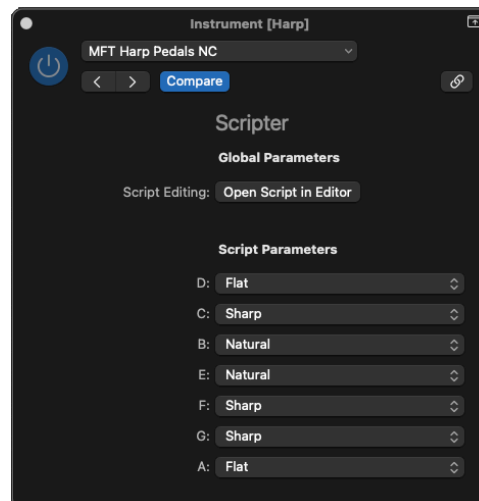 Instrument [Harp]
MFT Harp Pedals NC
Compare
Scripter
Global Parameters
Script Editing: Open Script in Editor
Script Parameters
D: Flat
C: Sharp
B: Natural
E: Natural
F: Sharp
G: Sharp
A: Flat